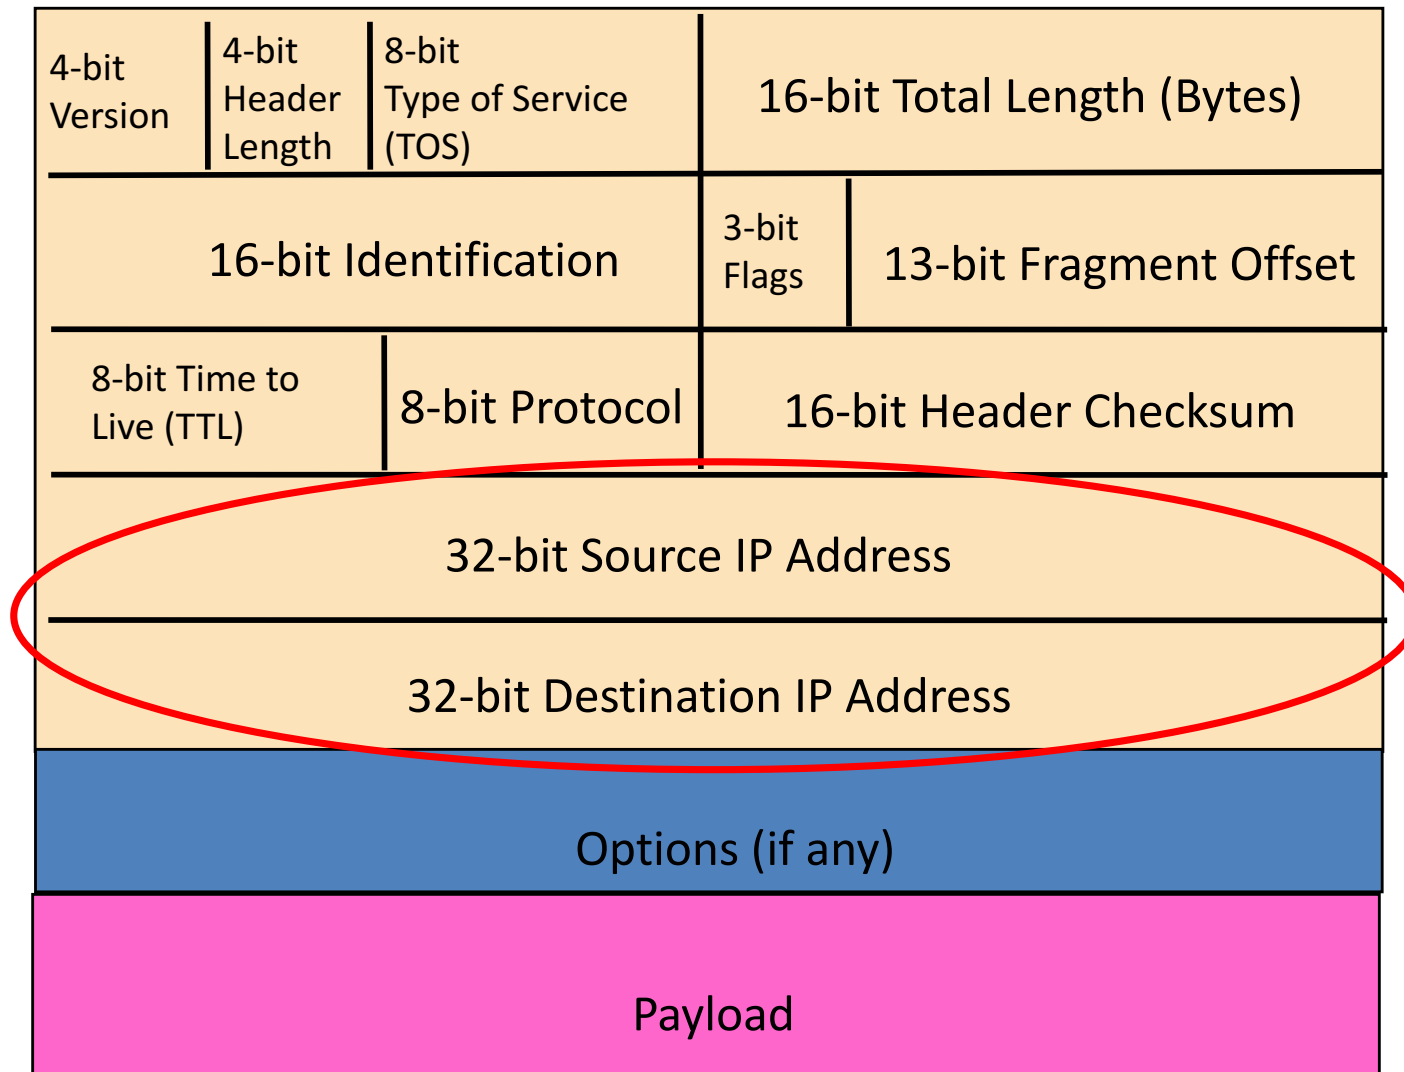 4-bit
Version
4-bit
Header
Length
8-bit
Type of Service
(TOS)
16-bit Total Length (Bytes)
16-bit Identification
3-bit
Flags
13-bit Fragment Offset
8-bit Time to
Live (TTL)
8-bit Protocol
16-bit Header Checksum
32-bit Source IP Address
32-bit Destination IP Address
Options (if any)
Payload